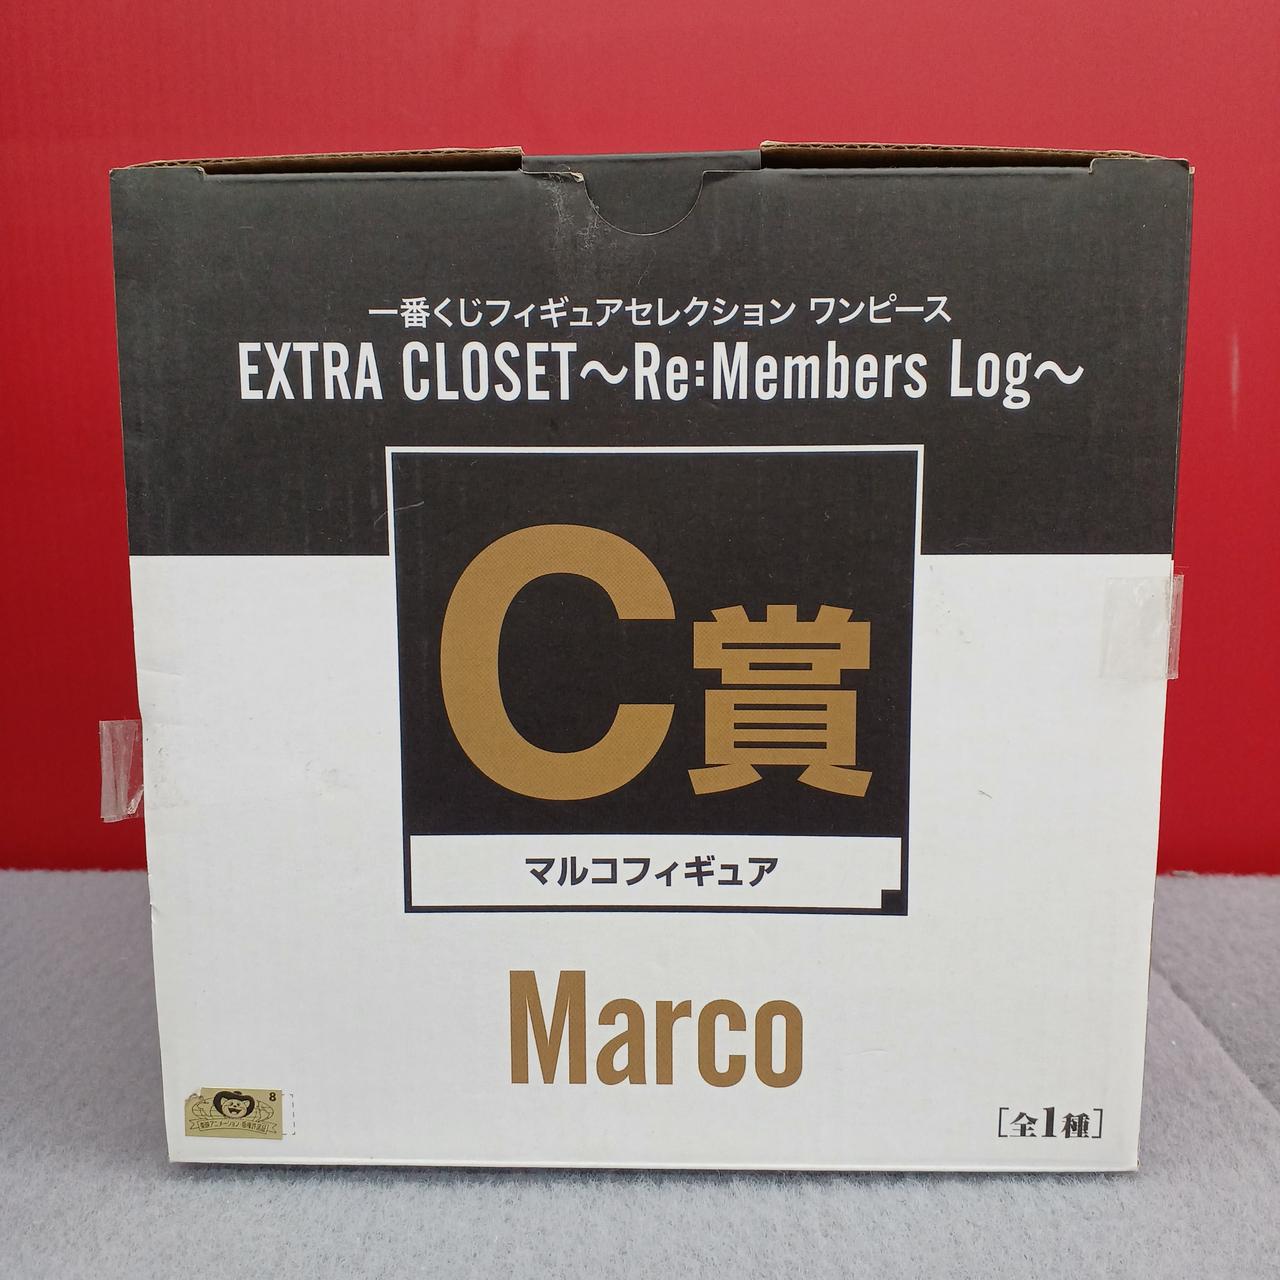 一番くじフィギュアセレクション ワンピース
EXTRA CLOSET～Re:Members Log～
C賞
マルコフィギュア
Marco
8
[全1種]